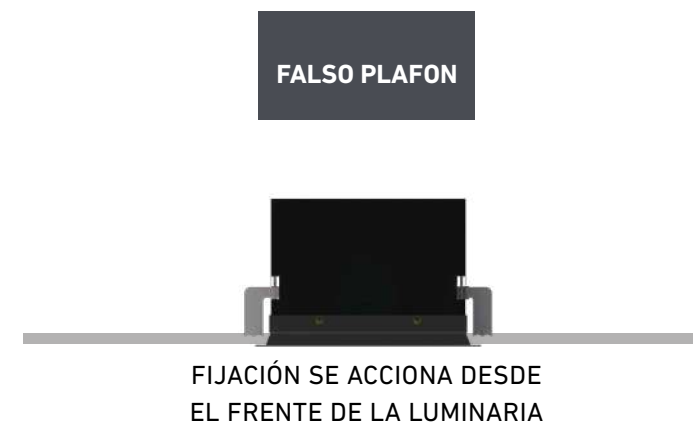 FALSO PLAFON
FIJACIÓN SE ACCIONA DESDE
EL FRENTE DE LA LUMINARIA